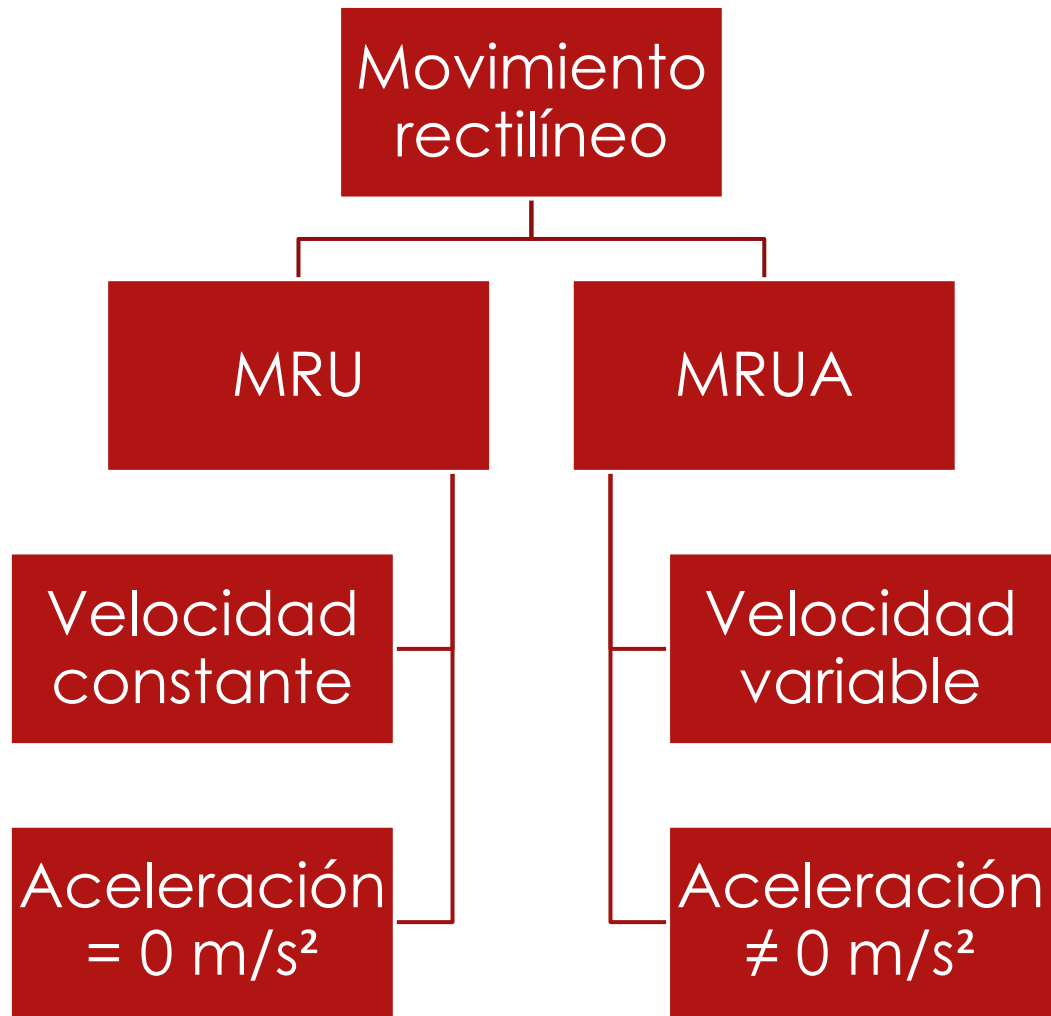 Movimiento
rectilíneo
MRU
MRUA
Velocidad
constante
Velocidad
variable
Aceleración
= 0 m/s²
Aceleración
≠ 0 m/s²